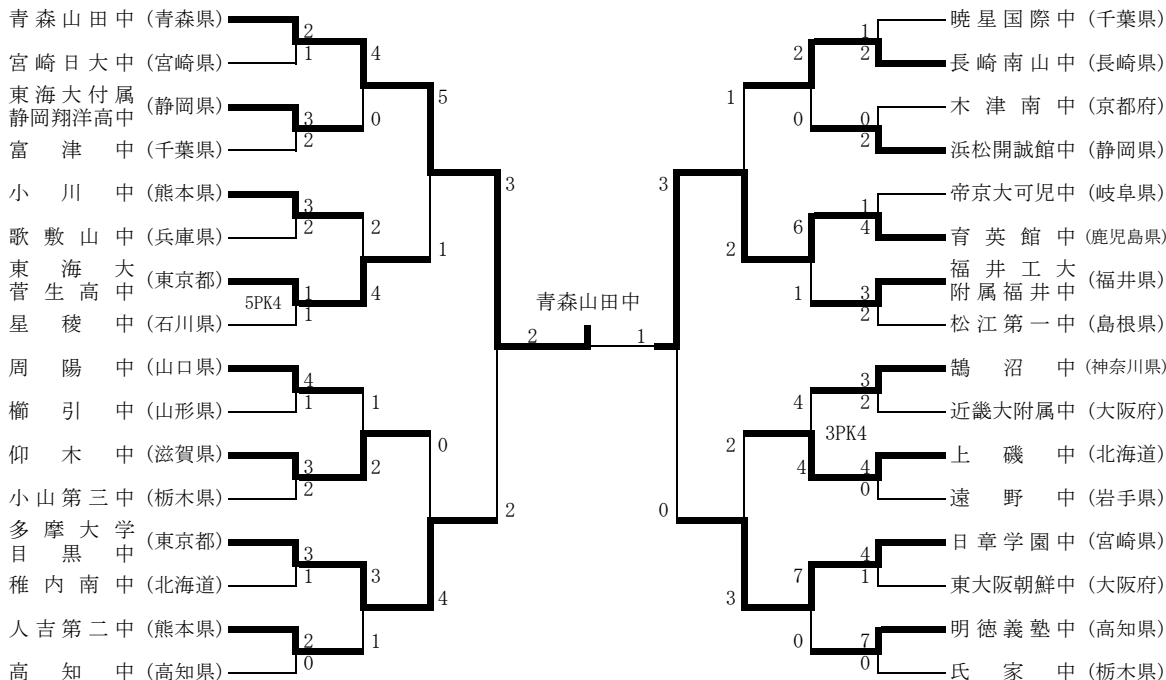 青森山田中 (青森県)
2
宮崎日大中 (宮崎県)
1
4
東海大付属
静岡翔洋高中 (静岡県)
3
富津中 (千葉県)
2
0
5
小川中 (熊本県)
3
歌敷山中 (兵庫県)
2
2
東海大
菅生高中 (東京都)
1
5PK4
星稜中 (石川県)
1
4
1
3
周陽中 (山口県)
4
櫛引中 (山形県)
1
1
仰木中 (滋賀県)
3
小山第三中 (栃木県)
2
2
0
多摩大学
目黒中 (東京都)
3
稚内南中 (北海道)
1
3
人吉第二中 (熊本県)
2
高知中 (高知県)
0
1
4
2
青森山田中
2
1
暁星国際中 (千葉県)
1
長崎南山中 (長崎県)
2
2
木津南中 (京都府)
0
浜松開誠館中 (静岡県)
2
0
1
帝京大可児中 (岐阜県)
1
育英館中 (鹿児島県)
4
6
福井工大
附属福井中 (福井県)
3
松江第一中 (島根県)
2
1
2
3
鵠沼中 (神奈川県)
3
近畿大附属中 (大阪府)
2
4
3PK4
上磯中 (北海道)
4
遠野中 (岩手県)
0
4
2
日章学園中 (宮崎県)
4
東大阪朝鮮中 (大阪府)
1
7
明徳義塾中 (高知県)
7
氏家中 (栃木県)
0
0
3
0